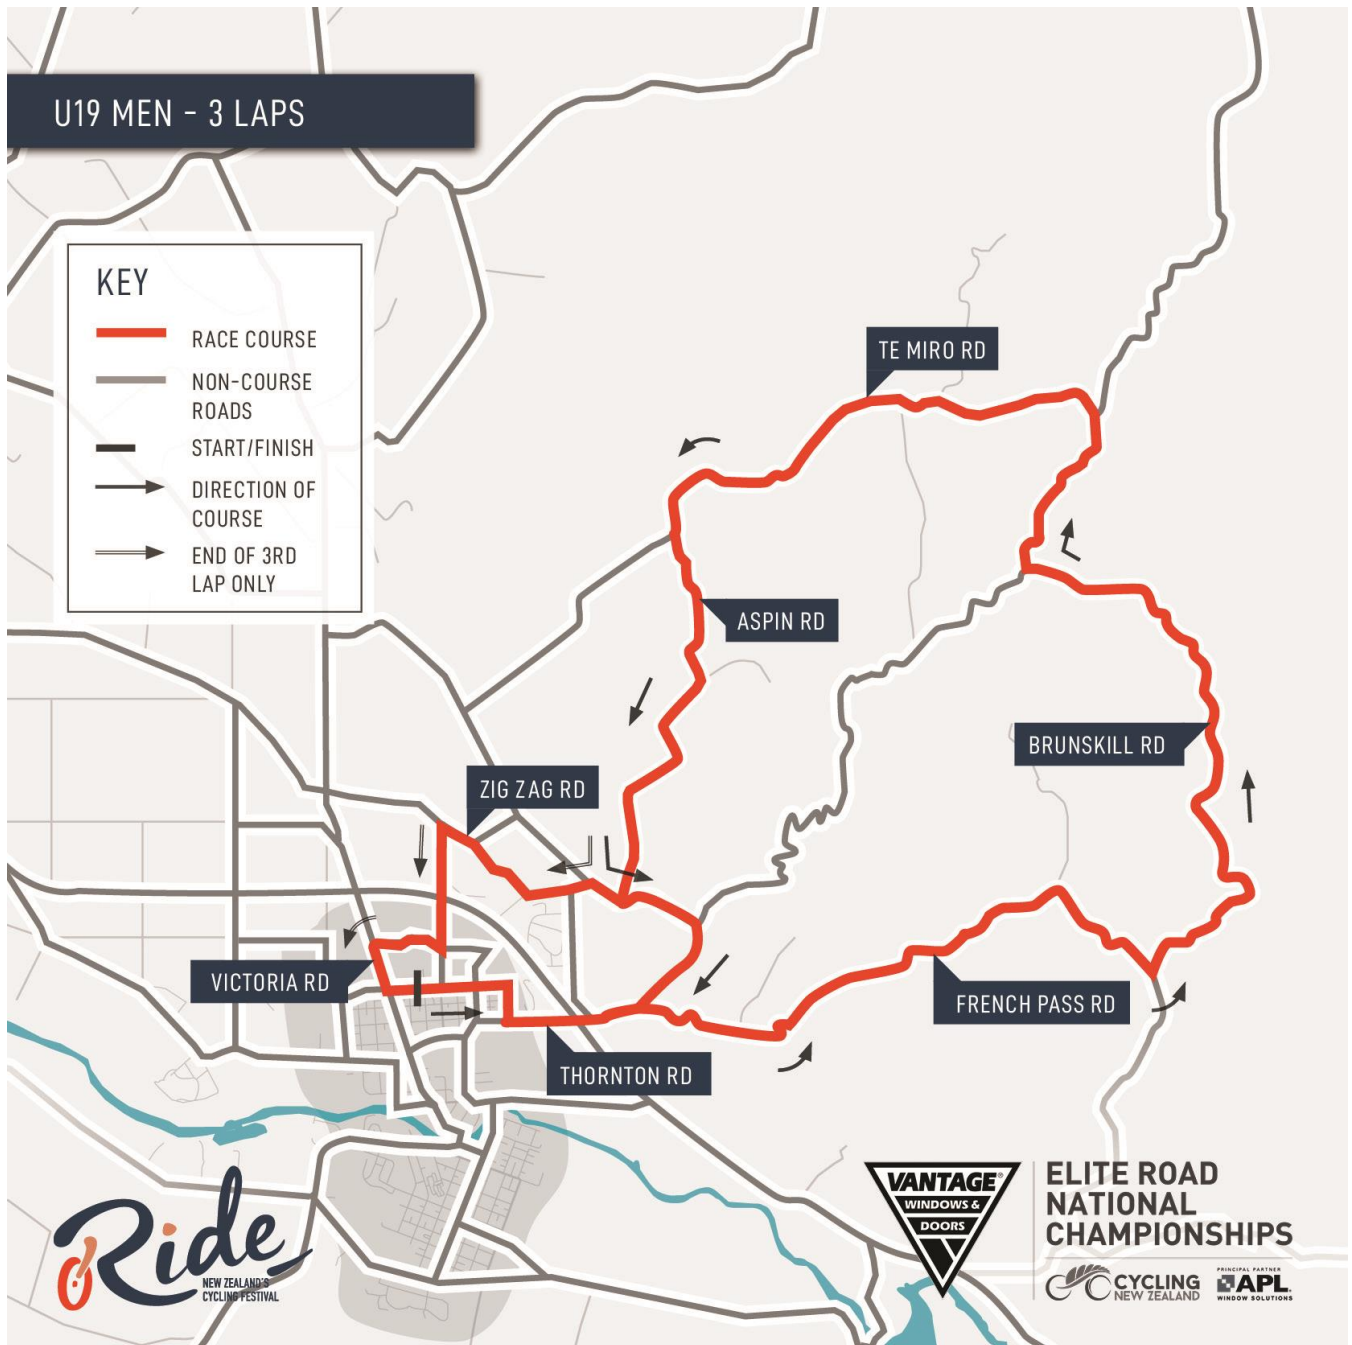 U19 MEN - 3 LAPS
KEY
RACE COURSE
NON-COURSE
ROADS
START/FINISH
DIRECTION OF
COURSE
END OF 3RD
LAP ONLY
TE MIRO RD
ASPIN RD
BRUNSKILL RD
ZIG ZAG RD
VICTORIA RD
FRENCH PASS RD
THORNTON RD
Ride
NEW ZEALAND'S
CYCLING FESTIVAL
VANTAGE®
WINDOWS &
DOORS
ELITE ROAD
NATIONAL
CHAMPIONSHIPS
CYCLING
NEW ZEALAND
PRINCIPAL PARTNER
APL
WINDOW SOLUTIONS